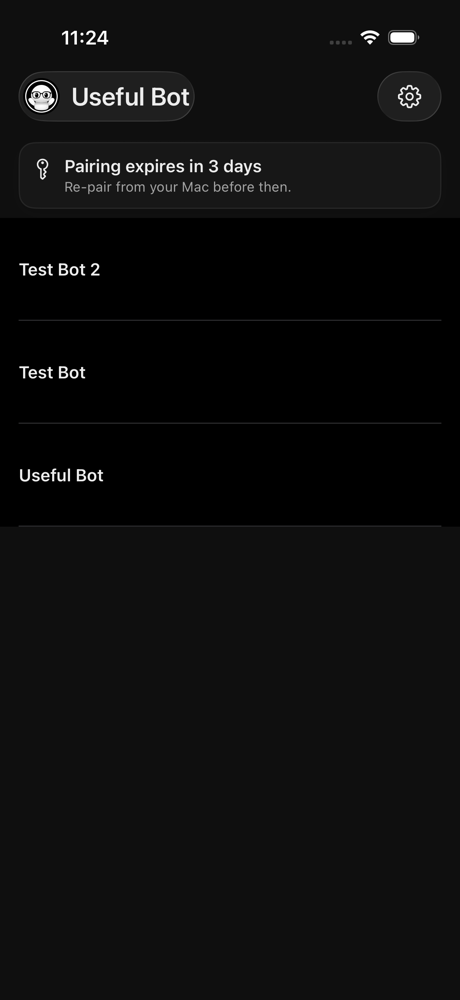 11:24
Useful Bot
Pairing expires in 3 days
Re-pair from your Mac before then.
Test Bot 2
Test Bot
Useful Bot